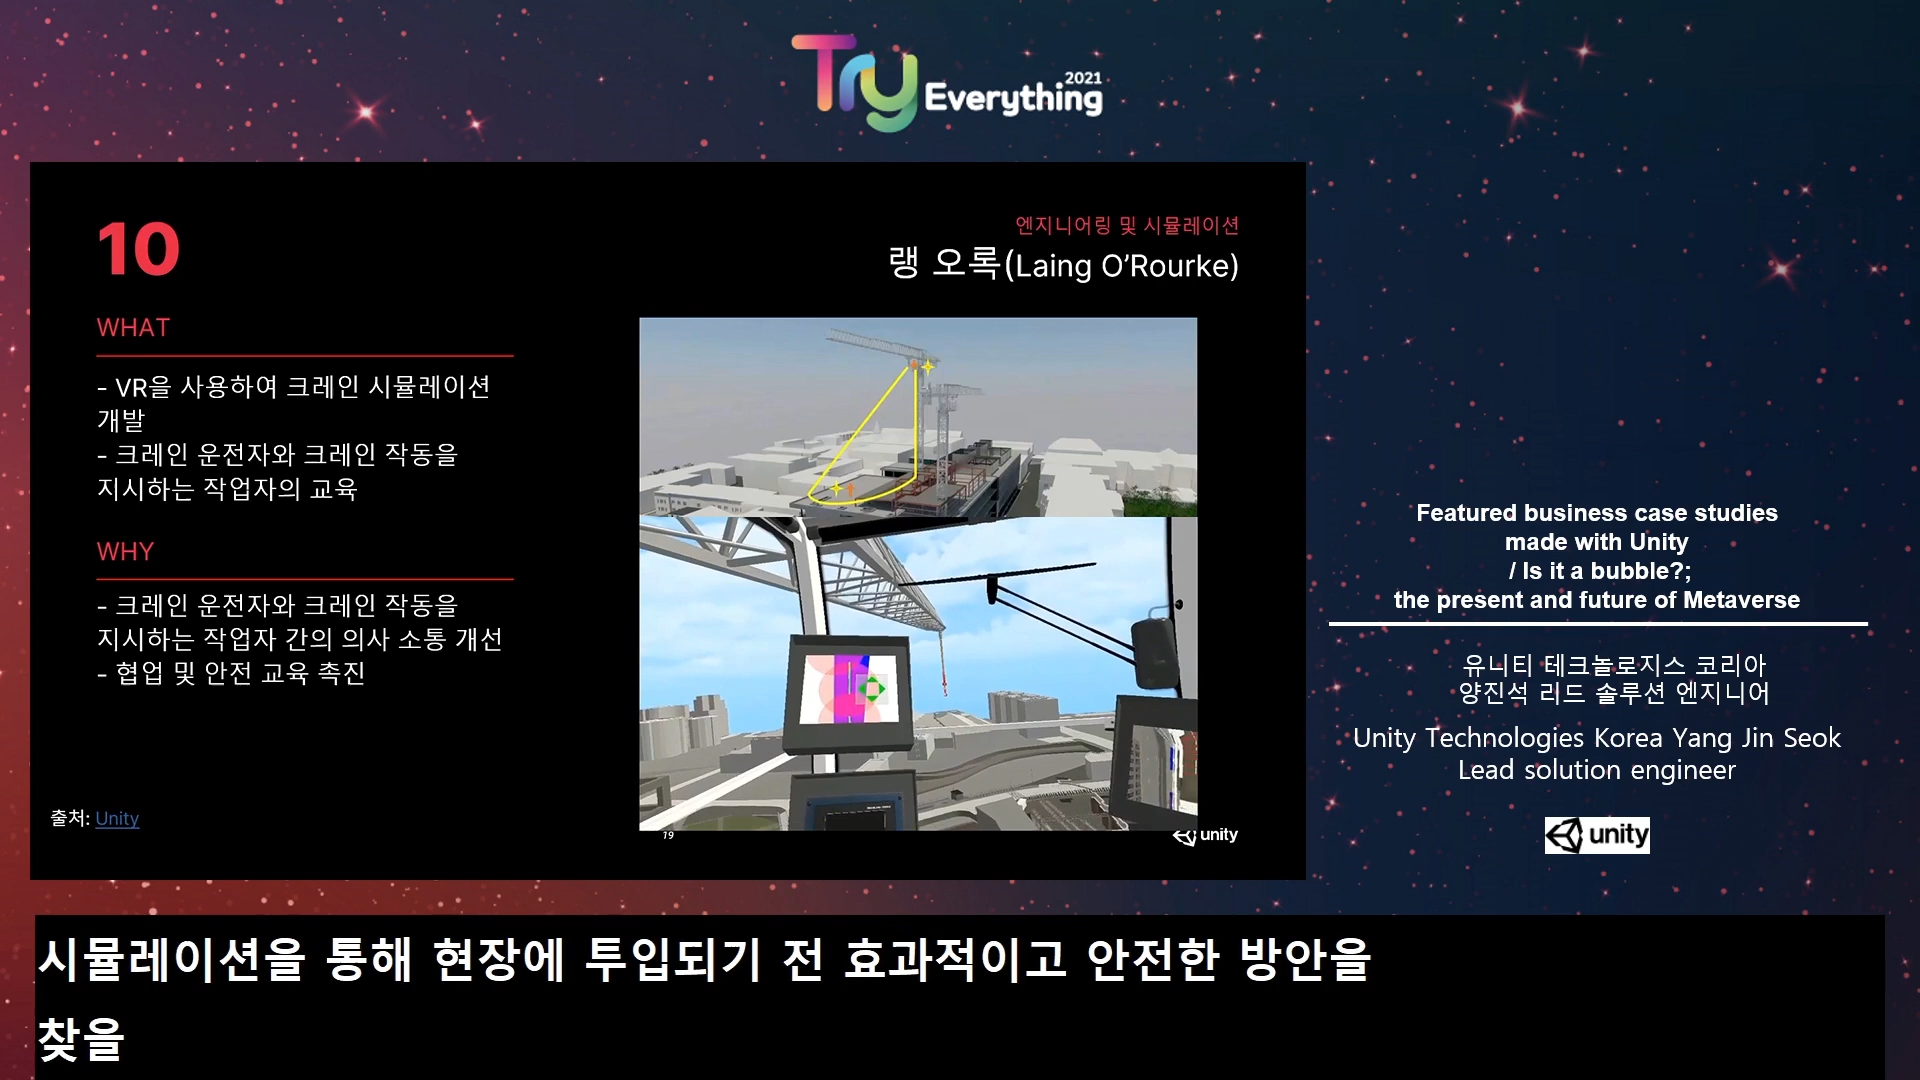 Try
2021
Everything
10
엔지니어링 및 시뮬레이션
랭 오록(Laing O’Rourke)
WHAT
- VR을 사용하여 크레인 시뮬레이션
개발
- 크레인 운전자와 크레인 작동을
지시하는 작업자의 교육
WHY
- 크레인 운전자와 크레인 작동을
지시하는 작업자 간의 의사 소통 개선
- 협업 및 안전 교육 촉진
출처: Unity
19
unity
Featured business case studies
made with Unity
/ Is it a bubble?;
the present and future of Metaverse
유니티 테크놀로지스 코리아
양진석 리드 솔루션 엔지니어
Unity Technologies Korea Yang Jin Seok
Lead solution engineer
unity
시뮬레이션을 통해 현장에 투입되기 전 효과적이고 안전한 방안을
찾을